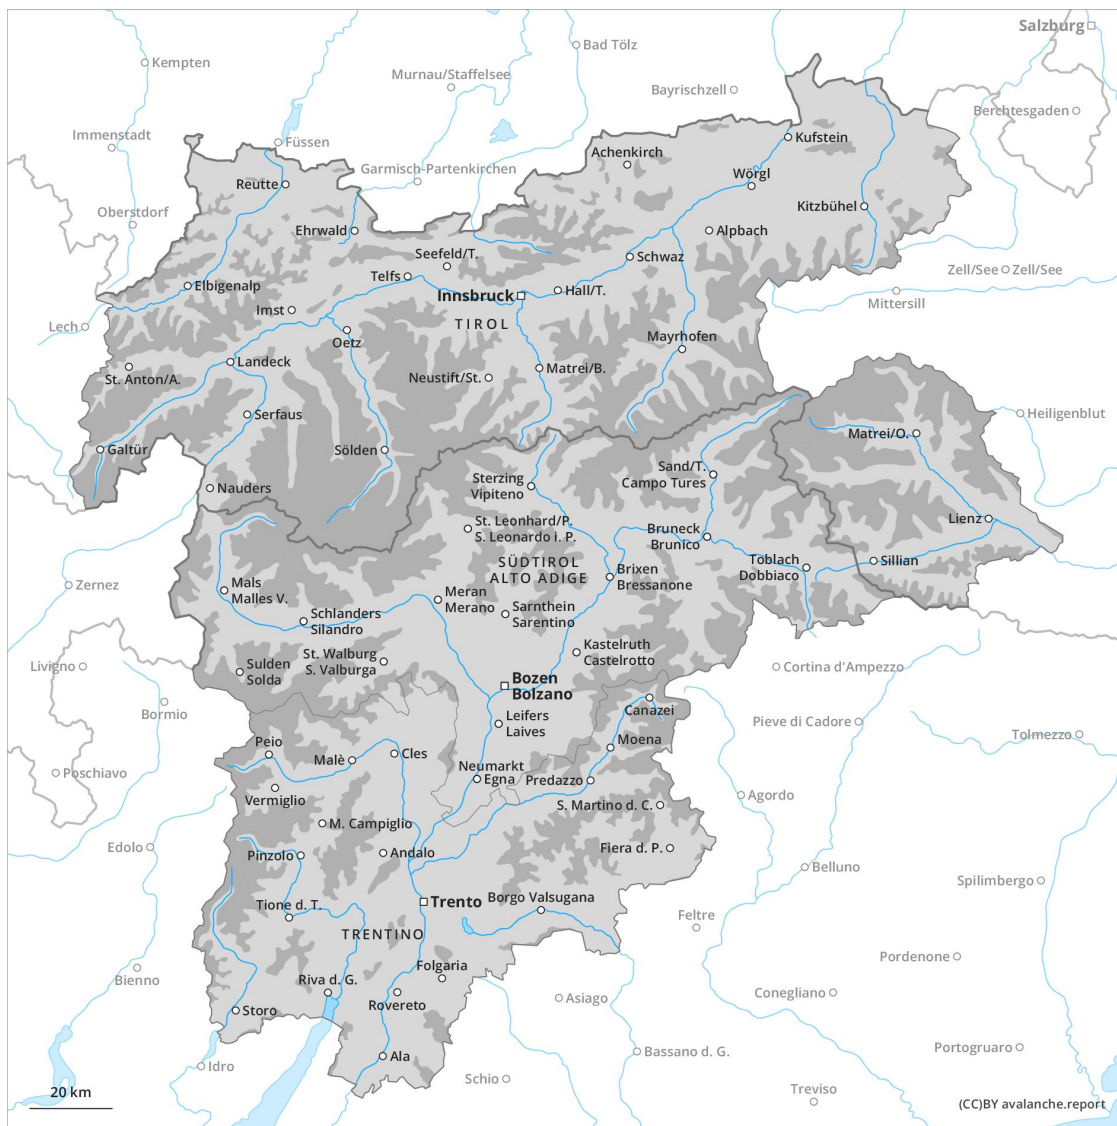 Salzburg
Bad Tölz
Kempten
Murnau/Staffelsee
Bayrischzell
Berchtesgaden
Immenstadt
Füssen
Kufstein
Achenkirch
Garmisch-Partenkirchen
Wörgl
Reutte
Oberstdorf
Kitzbühel
Ehrwald
Alpbach
Seefeld/T.
Schwaz
Telfs
Zell/See
Zell/See
Elbigenalp
Hall/T.
Innsbruck
Mittersill
Imst
TIROL
Lech
Oetz
Mayrhofen
Landeck
Matrei/B.
St. Anton/A.
Neustift/St.
Serfaus
Heiligenblut
Matrei/O.
Galtür
Sölden
Sand/T.
Campo Tures
Sterzing
Vipiteno
Nauders
Lienz
St. Leonhard/P.
S. Leonardo i. P.
Bruneck
Brunico
SÜDTIROL
ALTO ADIGE
Toblach
Dobbiaco
Sillian
Brixen
Bressanone
Zernez
Mals
Malles V.
Meran
Merano
Sarnthein
Sarentino
Schlanders
Silandro
Kastelruth
Castelrotto
St. Walburg
S. Valburga
Livigno
Sulden
Solda
Cortina d'Ampezzo
Bozen
Bolzano
Bormio
Canazei
Leifers
Laives
Pieve di Cadore
Tolmezzo
Moena
Peio
Malè
Cles
Poschiavo
Neumarkt
Egna
Predazzo
Vermiglio
S. Martino d. C.
Agordo
M. Campiglio
Edolo
Pinzolo
Andalo
Fiera d. P.
Belluno
Spilimbergo
Borgo Valsugana
Trento
Tione d. T.
Feltre
TRENTINO
Pordenone
Folgaria
Bienno
Riva d. G.
Rovereto
Asiago
Conegliano
Storo
Portogruaro
Ala
Bassano d. G.
Idro
Schio
Treviso
20 km
(CC)BY avalanche.report